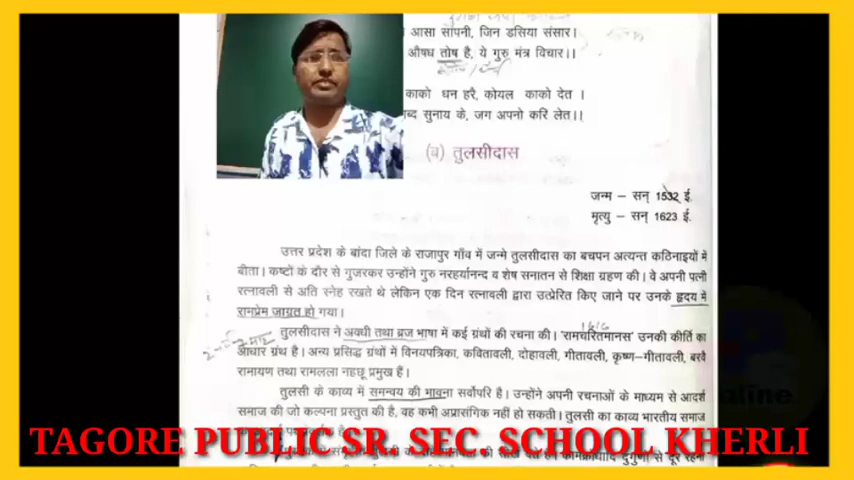 आसा सांपनी, जिन डसिया संसार।
औषध तोष है, ये गुरु मंत्र विचार।।
काको धन हरै, कोयल काको देत ।
ब्द सुनाय के, जग अपनो करि लेत।।
(ब) तुलसीदास
जन्म – सन् 1532 ई.
मृत्यु – सन् 1623 ई.
उत्तर प्रदेश के बांदा जिले के राजापुर गाँव में जन्मे तुलसीदास का बचपन अत्यन्त कठिनाइयों में
बीता। कष्टों के दौर से गुजरकर उन्होंने गुरु नरहर्यानन्द व शेष सनातन से शिक्षा ग्रहण की। वे अपनी पत्नी
रत्नावली से अति स्नेह रखते थे लेकिन एक दिन रत्नावली द्वारा उत्प्रेरित किए जाने पर उनके हृदय में
रामप्रेम जाग्रत हो गया।
तुलसीदास ने अवधी तथा ब्रज भाषा में कई ग्रंथों की रचना की। 'रामचरितमानस' उनकी कीर्ति का
आधार ग्रंथ है। अन्य प्रसिद्ध ग्रंथों में विनयपत्रिका, कवितावली, दोहावली, गीतावली, कृष्ण-गीतावली, बरवै
रामायण तथा रामलला नहछू प्रमुख हैं।
तुलसी के काव्य में समन्वय की भावना सर्वोपरि है। उन्होंने अपनी रचनाओं के माध्यम से आदर्श
समाज की जो कल्पना प्रस्तुत की है, वह कभी अप्रासंगिक नहीं हो सकती। तुलसी का काव्य भारतीय समाज
TAGORE PUBLIC SR. SEC. SCHOOL KHERLI
दुर्गुणों से दूर रहना